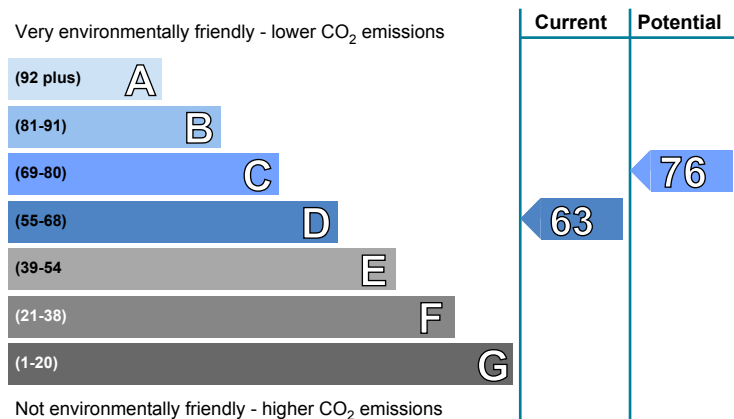 Very environmentally friendly - lower CO2 emissions
Current
Potential
(92 plus) A
(81-91) B
(69-80) C
(55-68) D
(39-54 E
(21-38) F
(1-20) G
63
76
Not environmentally friendly - higher CO2 emissions